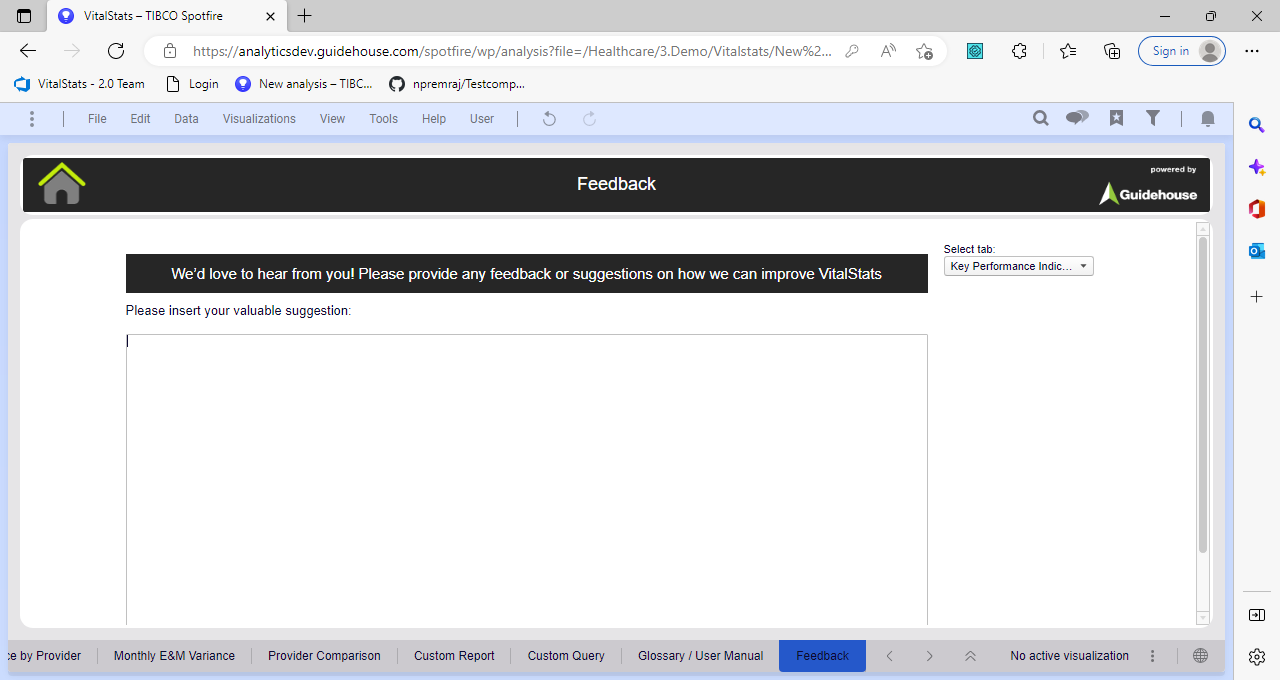 VitalStats – TIBCO Spotfire
https://analyticsdev.guidehouse.com/spotfire/wp/analysis?file=/Healthcare/3.Demo/Vitalstats/New%2...
Sign in
VitalStats - 2.0 Team
Login
New analysis – TIBC...
npremraj/Testcomp...
File Edit Data Visualizations View Tools Help User
Feedback
powered by
Guidehouse
We'd love to hear from you! Please provide any feedback or suggestions on how we can improve VitalStats
Select tab:
Key Performance Indic...
Please insert your valuable suggestion:
ce by Provider Monthly E&M Variance Provider Comparison Custom Report Custom Query Glossary / User Manual Feedback No active visualization